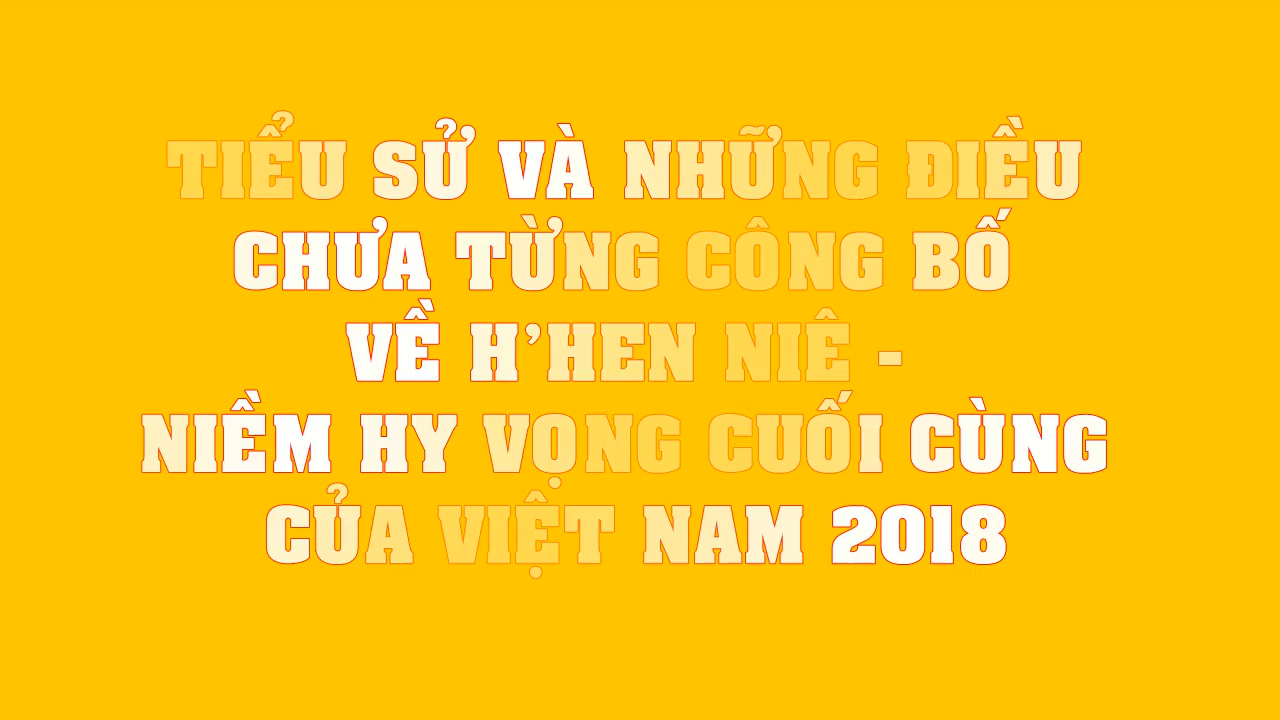 TIỂU SỬ VÀ NHỮNG ĐIỀU
CHƯA TỪNG CÔNG BỐ
VỀ H'HEN NIÊ -
NIỀM HY VỌNG CUỐI CÙNG
CỦA VIỆT NAM 2018